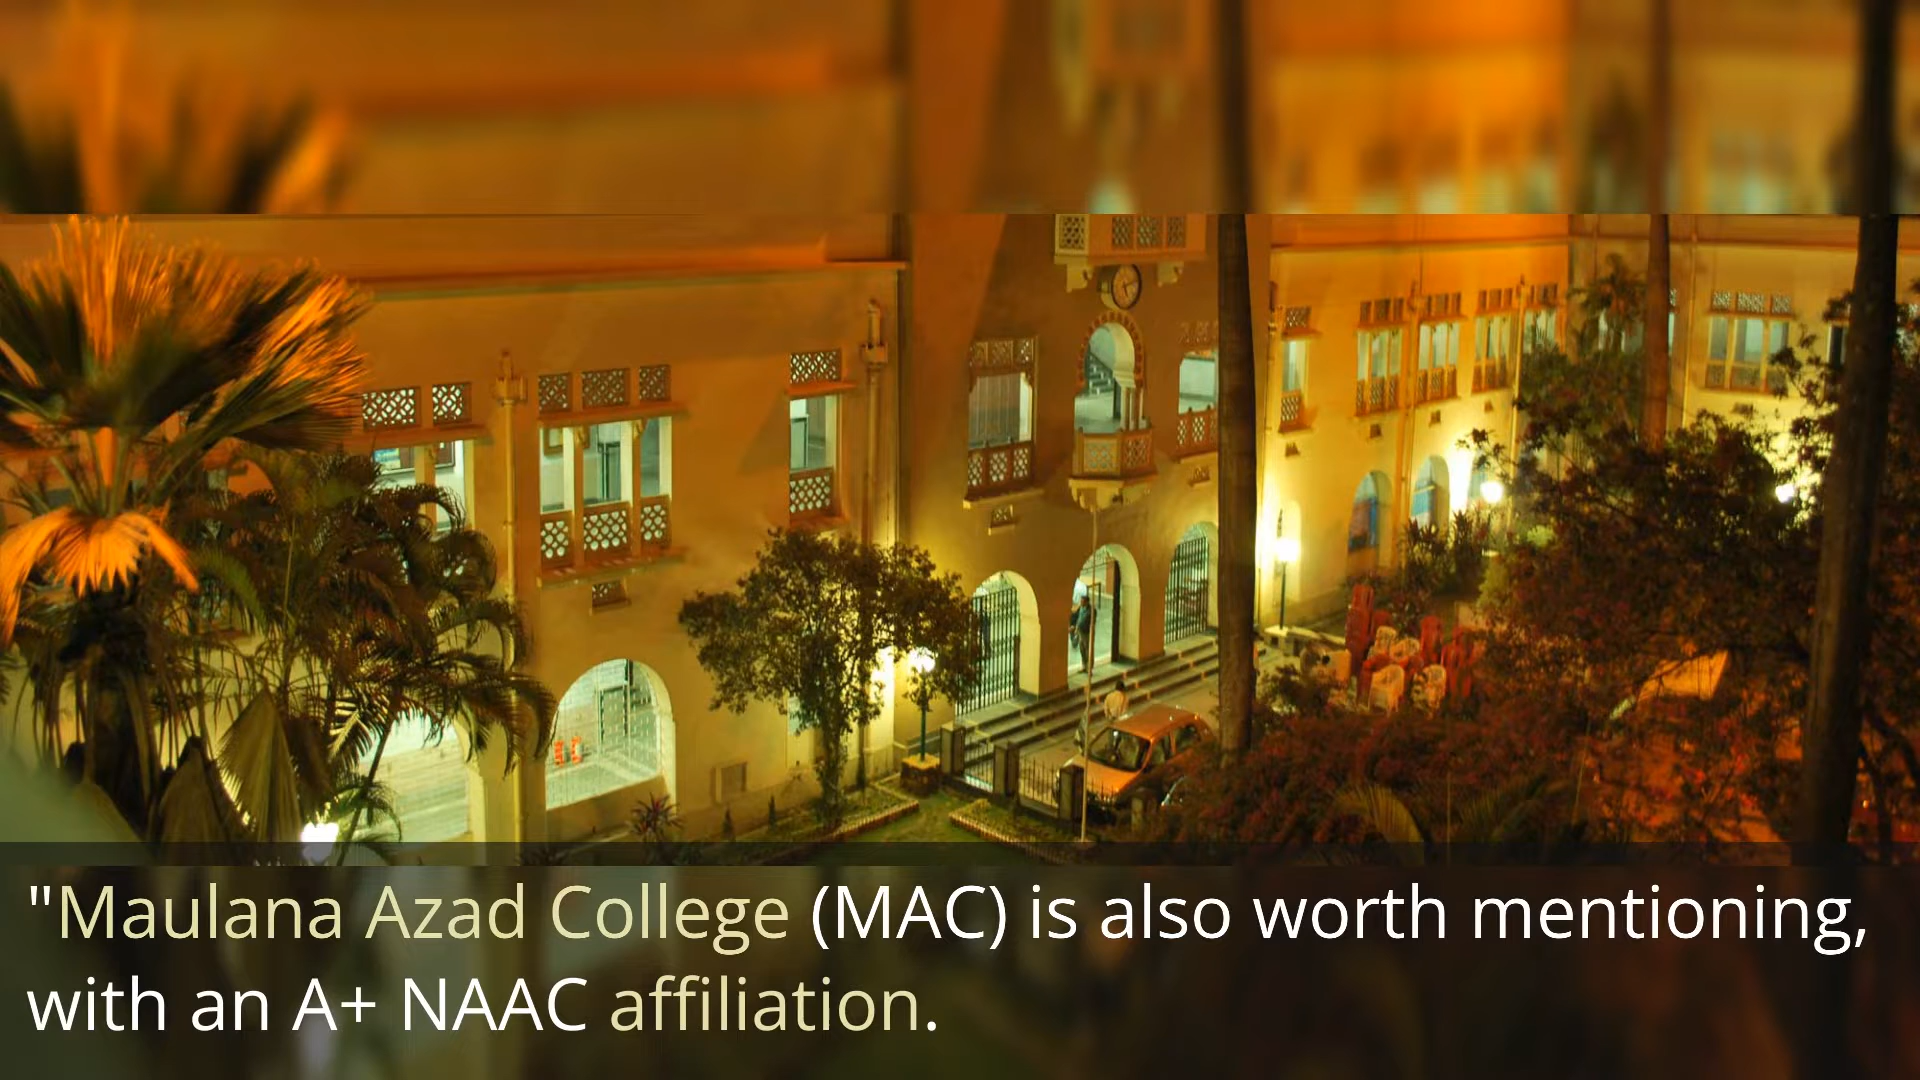 "Maulana Azad College (MAC) is also worth mentioning,
with an A+ NAAC affiliation.